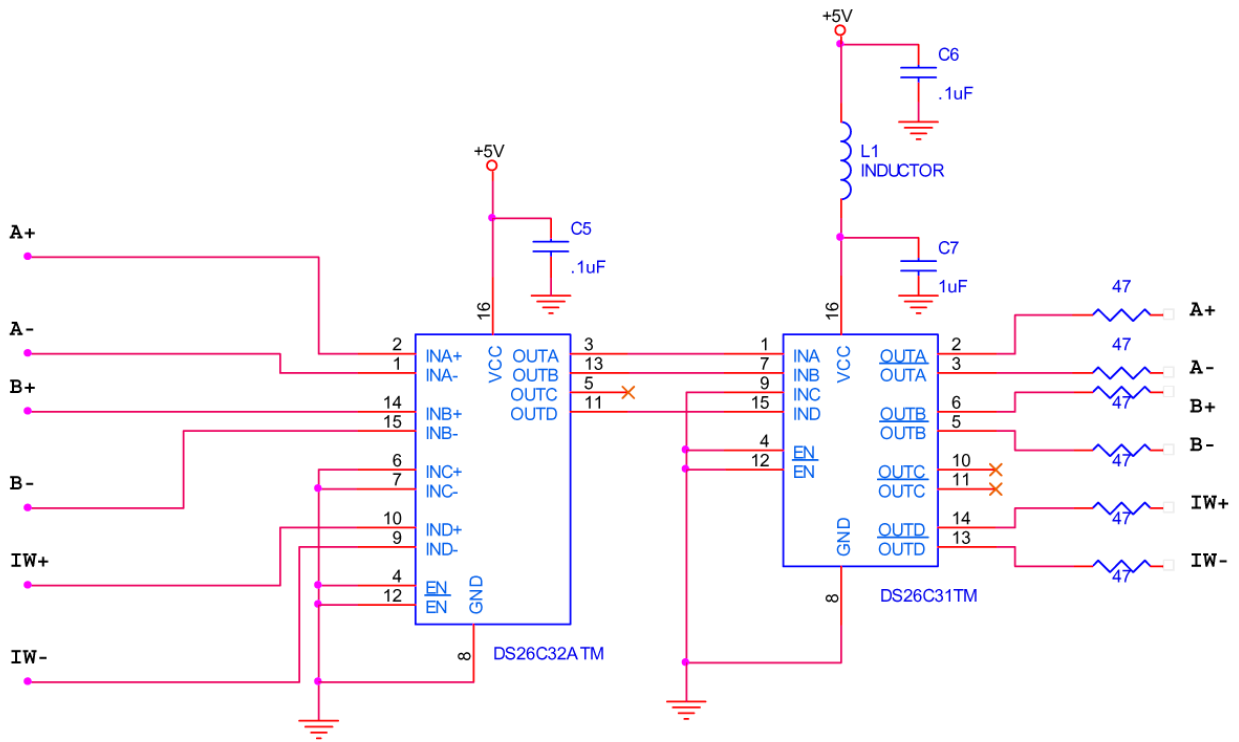 +5V
C6
.1uF
L1
INDUCTOR
+5V
C5
.1uF
C7
1uF
16
16
A+
A-
B+
B-
IW+
IW-
2 INA+
1 INA-
14 INB+
15 INB-
6 INC+
7 INC-
10 IND+
9 IND-
4 EN
12 EN
VCC
GND
8
OUTA 3
OUTB 13
OUTC 5
OUTD 11
DS26C32ATM
1 INA
7 INB
9 INC
15 IND
4 EN
12 EN
VCC
GND
8
OUTA 2
OUTA 3
OUTB 6
OUTB 5
OUTC 10
OUTC 11
OUTD 14
OUTD 13
DS26C31TM
47 A+
47 A-
47 B+
47 B-
47 IW+
47 IW-